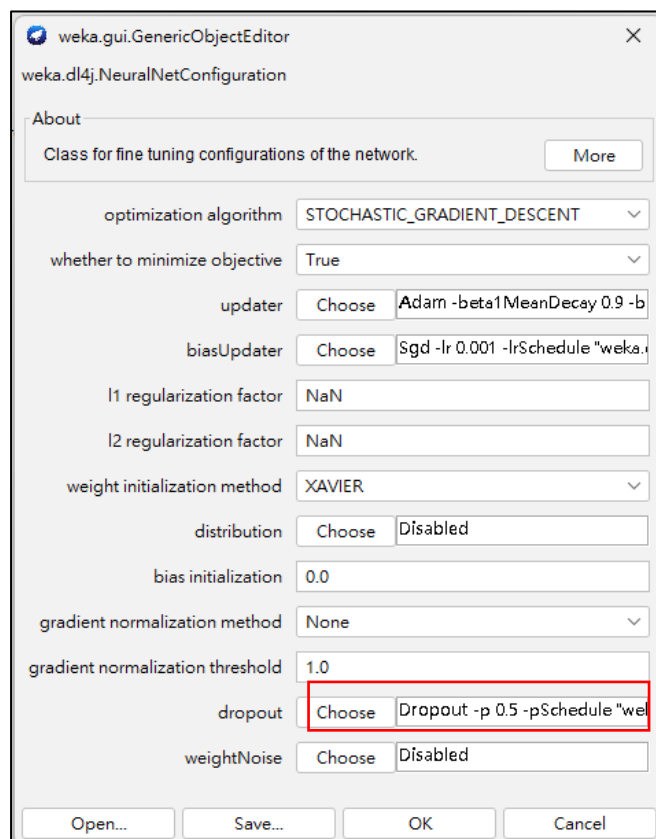 weka.gui.GenericObjectEditor
weka.dl4j.NeuralNetConfiguration
About
Class for fine tuning configurations of the network. More
optimization algorithm STOCHASTIC_GRADIENT_DESCENT
whether to minimize objective True
updater Choose Adam -beta1MeanDecay 0.9 -b
biasUpdater Choose Sgd -lr 0.001 -lrSchedule "weka.
l1 regularization factor NaN
l2 regularization factor NaN
weight initialization method XAVIER
distribution Choose Disabled
bias initialization 0.0
gradient normalization method None
gradient normalization threshold 1.0
dropout Choose Dropout -p 0.5 -pSchedule "wel
weightNoise Choose Disabled
Open... Save... OK Cancel